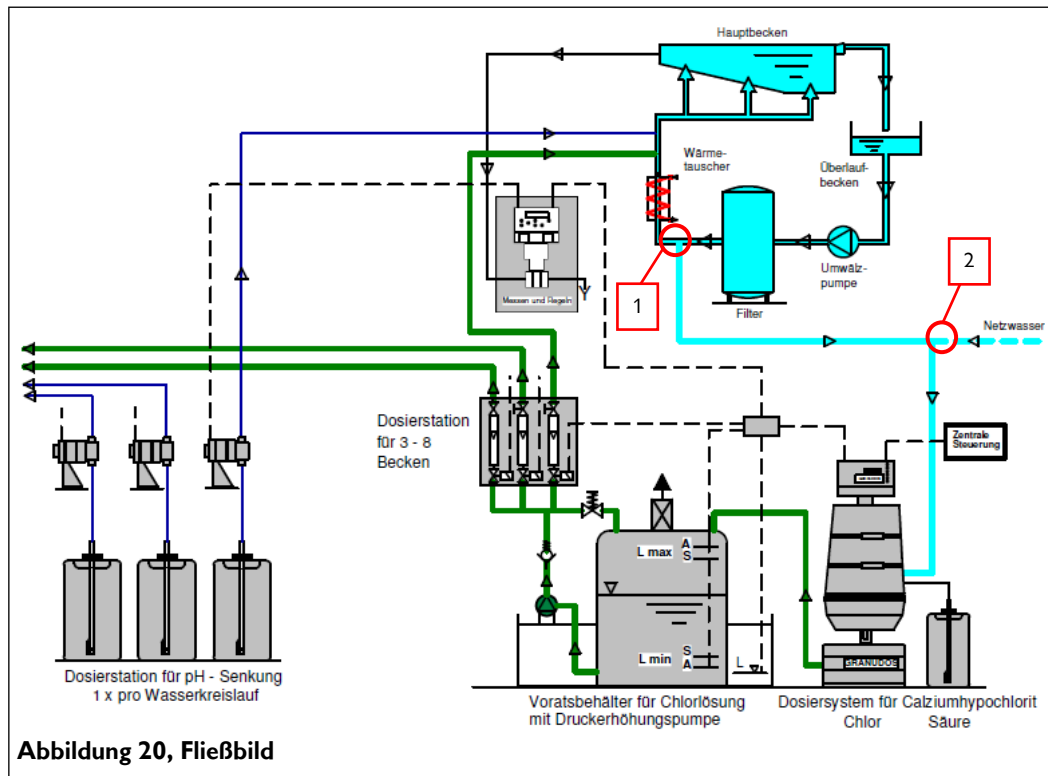 Hauptbecken
Wärme-
tauscher
Überlauf-
becken
1
Messen und Regeln
Filter
Umwälz-
pumpe
2
Netzwasser
Dosierstation
für 3 - 8
Becken
Zentrale
Steuerung
L max
A
S
L min
S
A
L
GRANUDOS
Dosierstation für pH - Senkung
1 x pro Wasserkreislauf
Voratsbehälter für Chlorlösung
mit Druckerhöhungspumpe
Dosiersystem für Calziumhypochlorit
Chlor Säure
Abbildung 20, Fließbild